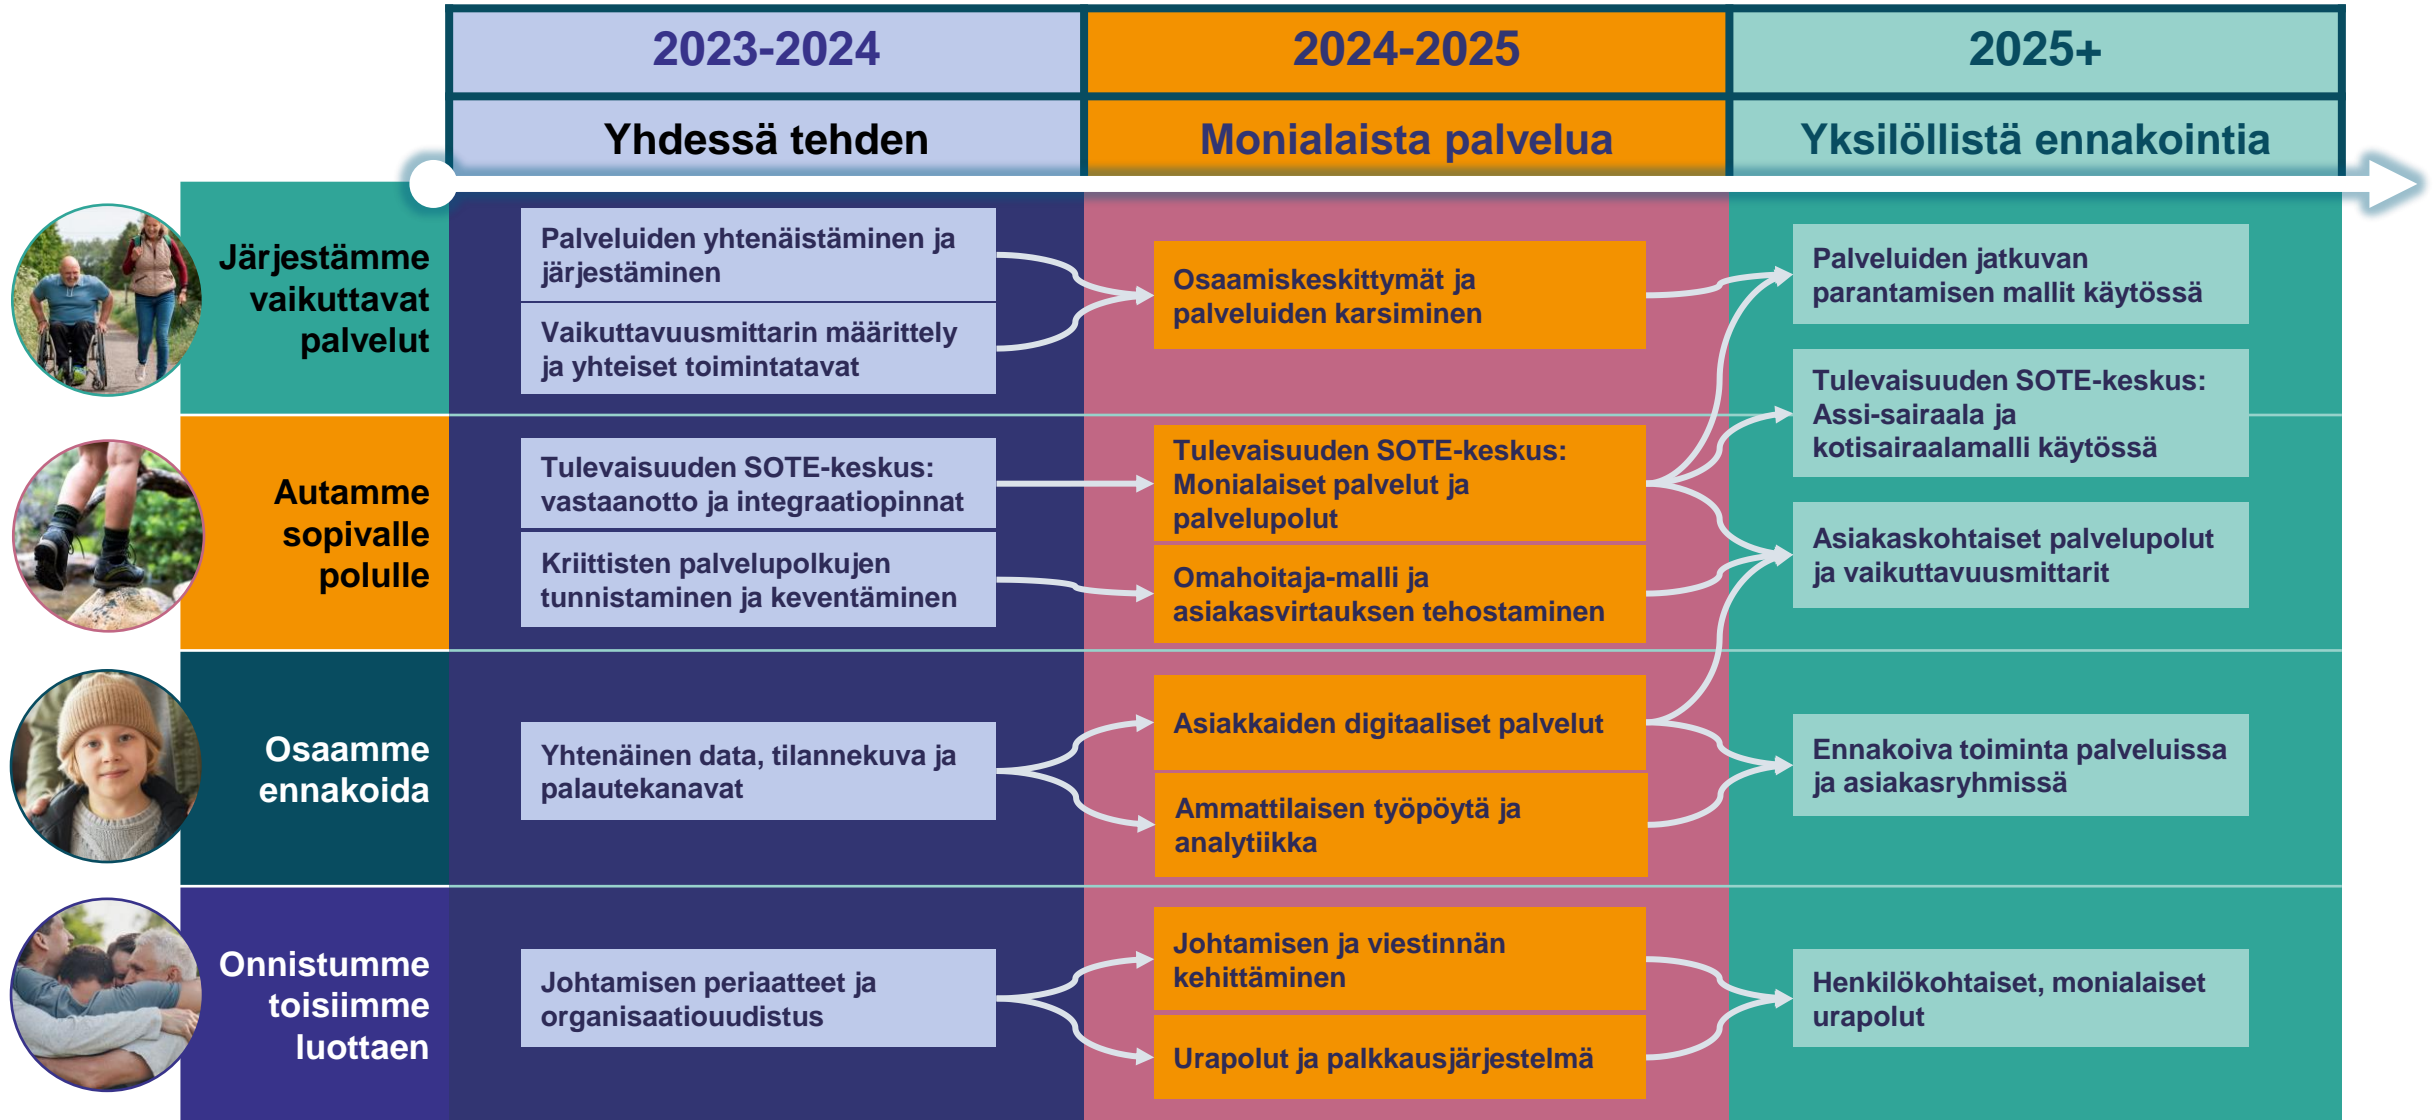 2023-2024
2024-2025
2025+
Yhdessä tehden
Monialaista palvelua
Yksilöllistä ennakointia
Järjestämme
vaikuttavat
palvelut
Palveluiden yhtenäistäminen ja
järjestäminen
Vaikuttavuusmittarin määrittely
ja yhteiset toimintatavat
Osaamiskeskittymät ja
palveluiden karsiminen
Palveluiden jatkuvan
parantamisen mallit käytössä
Tulevaisuuden SOTE-keskus:
Assi-sairaala ja
kotisairaalamalli käytössä
Autamme
sopivalle
polulle
Tulevaisuuden SOTE-keskus:
vastaanotto ja integraatiopinnat
Kriittisten palvelupolkujen
tunnistaminen ja keventäminen
Tulevaisuuden SOTE-keskus:
Monialaiset palvelut ja
palvelupolut
Omahoitaja-malli ja
asiakasvirtauksen tehostaminen
Asiakaskohtaiset palvelupolut
ja vaikuttavuusmittarit
Osaamme
ennakoida
Yhtenäinen data, tilannekuva ja
palautekanavat
Asiakkaiden digitaaliset palvelut
Ammattilaisen työpöytä ja
analytiikka
Ennakoiva toiminta palveluissa
ja asiakasryhmissä
Onnistumme
toisiimme
luottaen
Johtamisen periaatteet ja
organisaatiouudistus
Johtamisen ja viestinnän
kehittäminen
Urapolut ja palkkausjärjestelmä
Henkilökohtaiset, monialaiset
urapolut